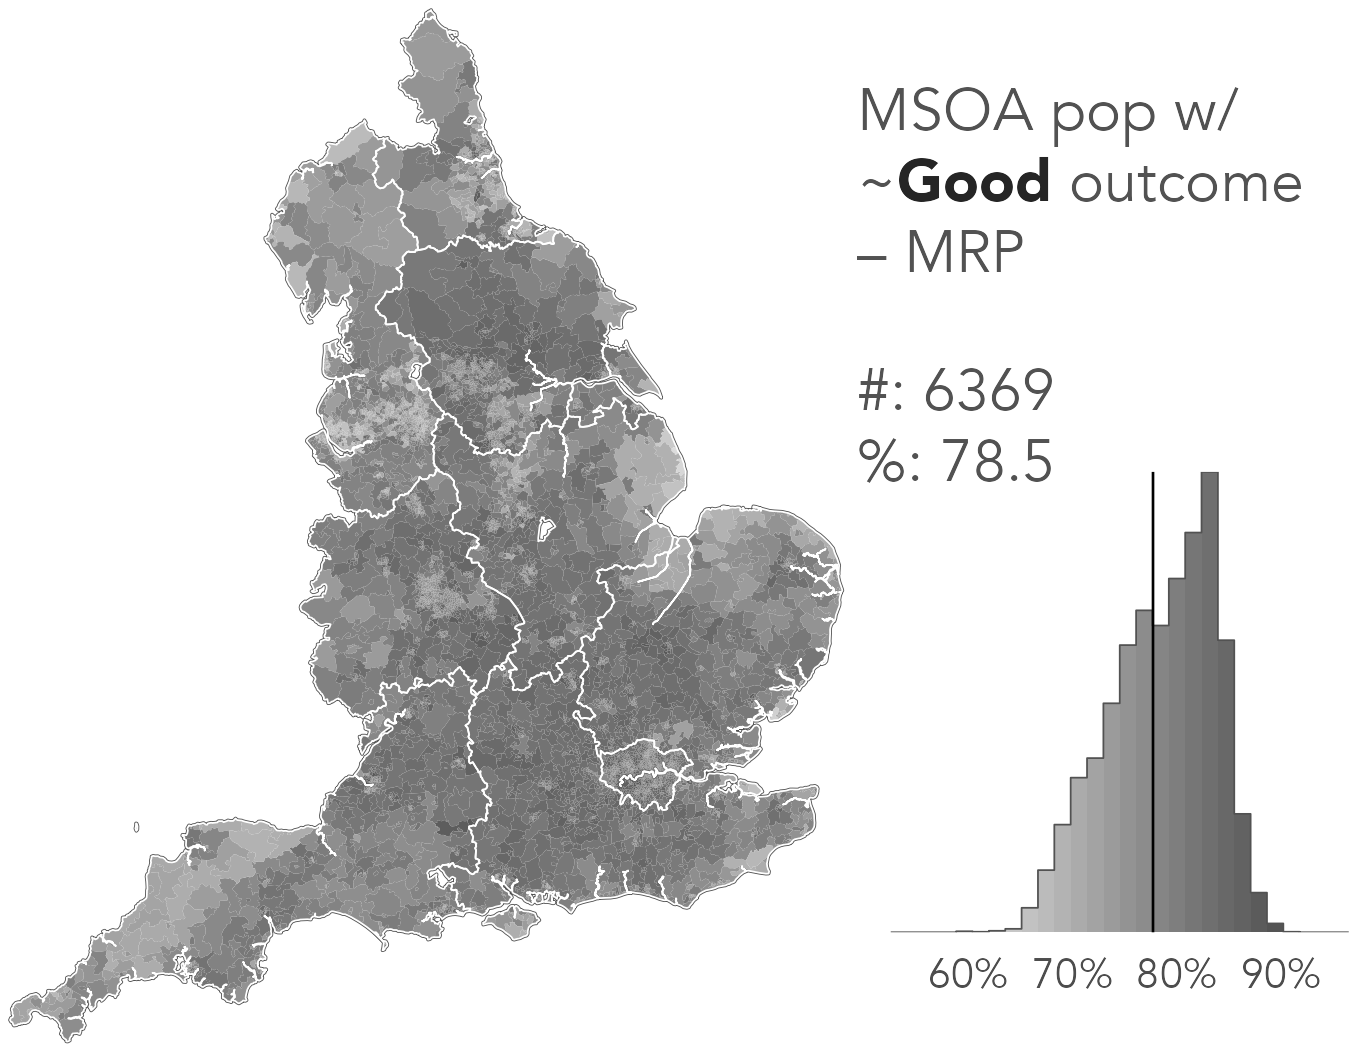 MSOA pop w/
~Good outcome
– MRP
#: 6369
%: 78.5
60% 70% 80% 90%